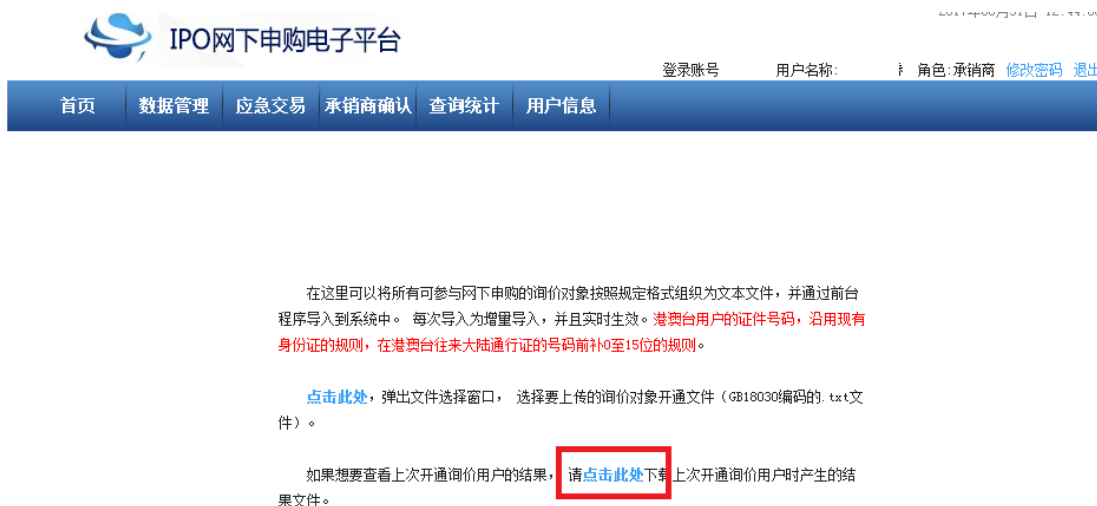 IPO网下申购电子平台
登录账号 用户名称: 角色:承销商 修改密码 退出
首页 数据管理 应急交易 承销商确认 查询统计 用户信息
在这里可以将所有可参与网下申购的询价对象按照规定格式组织为文本文件，并通过前台
程序导入到系统中。 每次导入为增量导入，并且实时生效。港澳台用户的证件号码，沿用现有
身份证的规则，在港澳台往来大陆通行证的号码前补0至15位的规则。
点击此处，弹出文件选择窗口， 选择要上传的询价对象开通文件（GB18030编码的.txt文
件）。
如果想要查看上次开通询价用户的结果， 请点击此处下载上次开通询价用户时产生的结
果文件。